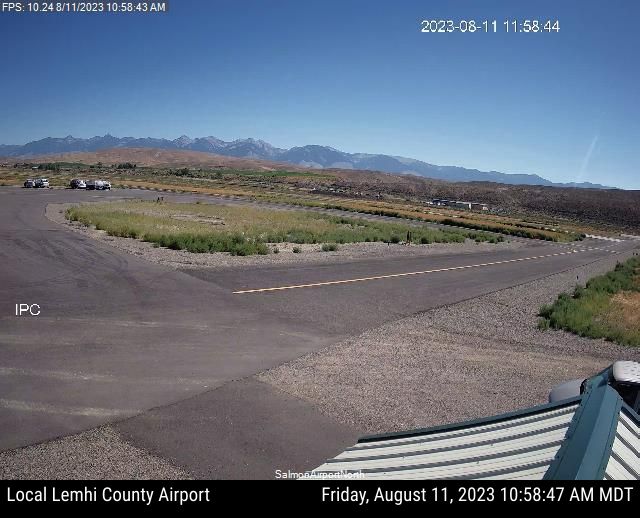 FPS: 10.24 8/11/2023 10:58:43 AM
2023-08-11 11:58:44
IPC
SalmonAirportNorth
Local Lemhi County Airport Friday, August 11, 2023 10:58:47 AM MDT